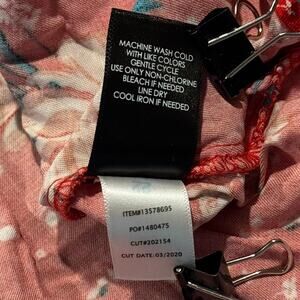 MACHINE WASH COLD
WITH LIKE COLORS
GENTLE CYCLE
USE ONLY NON-CHLORINE
BLEACH IF NEEDED
LINE DRY
COOL IRON IF NEEDED
ITEM#13578695
PO#1480475
CUT#202154
CUT DATE: 03/2020